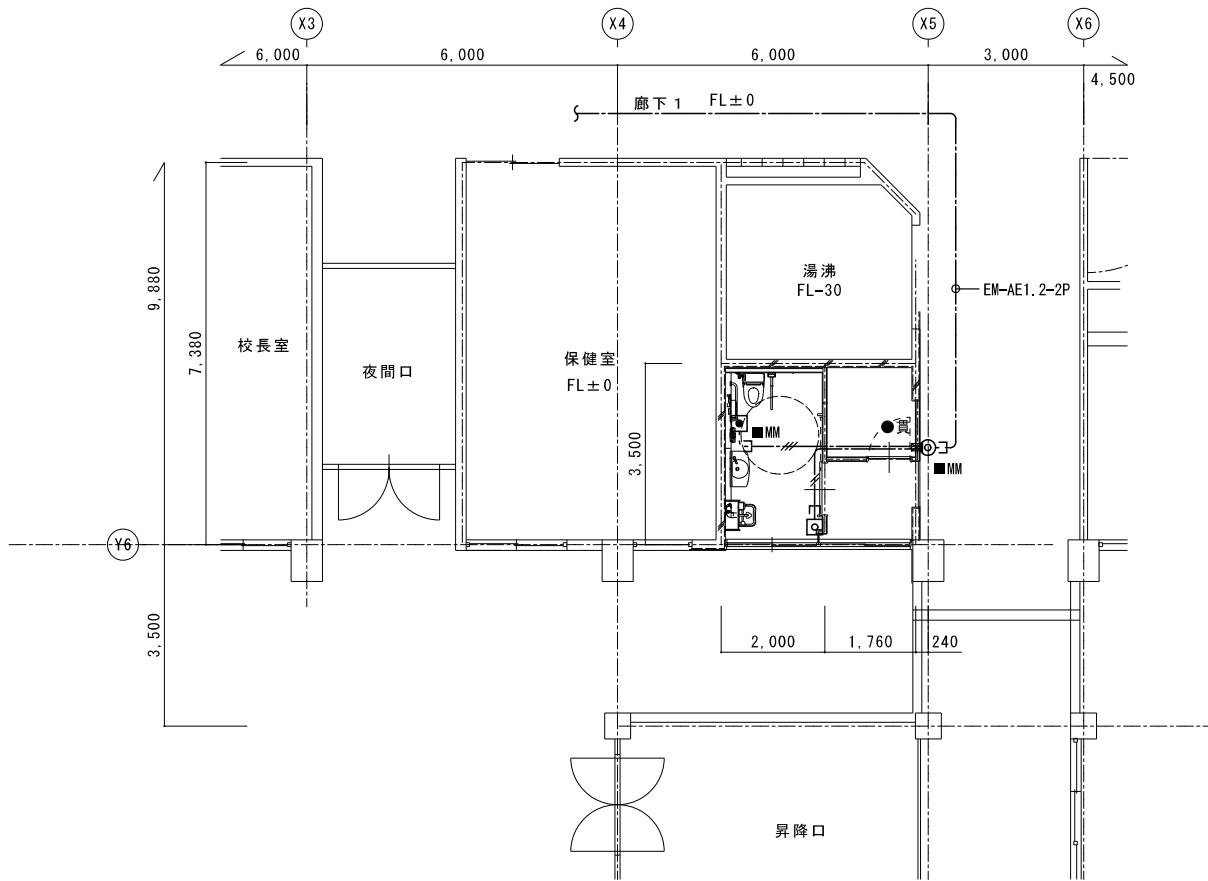 X3
X4
X5
X6
6,000
6,000
6,000
3,000
4,500
廊下1 FL±0
湯沸
FL-30
EM-AE1.2-2P
9,880
7,380
校長室
夜間口
保健室
FL±0
3,500
■MM
●貫
■MM
Y6
3,500
2,000
1,760
240
昇降口